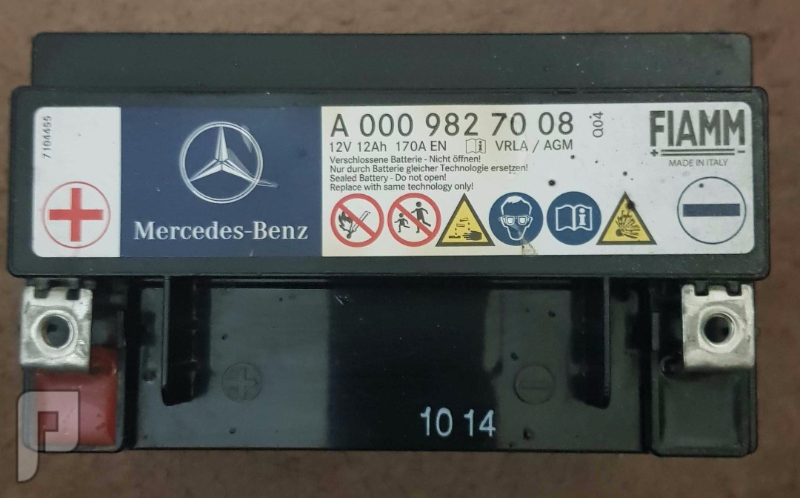 7104455
Mercedes-Benz
A 000 982 70 08
Q.04
12V 12Ah 170A EN VRLA / AGM
Verschlossene Batterie - Nicht öffnen!
Nur durch Batterie gleicher Technologie ersetzen!
Sealed Battery - Do not open!
Replace with same technology only!
FIAMM
MADE IN ITALY
10 14